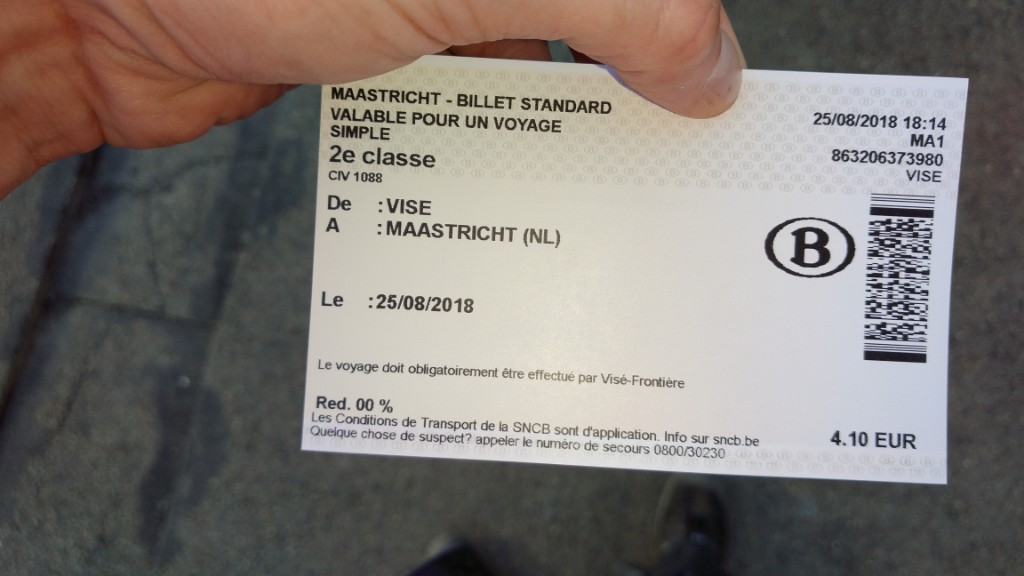 MAASTRICHT - BILLET STANDARD
VALABLE POUR UN VOYAGE
SIMPLE
2e classe
CIV 1088
25/08/2018 18:14
MA1
863206373980
VISE
De : VISE
A : MAASTRICHT (NL)
B
Le : 25/08/2018
Le voyage doit obligatoirement être effectué par Visé-Frontière
Red. 00 %
Les Conditions de Transport de la SNCB sont d'application. Info sur sncb.be
Quelque chose de suspect? appeler le numéro de secours 0800/30230
4.10 EUR